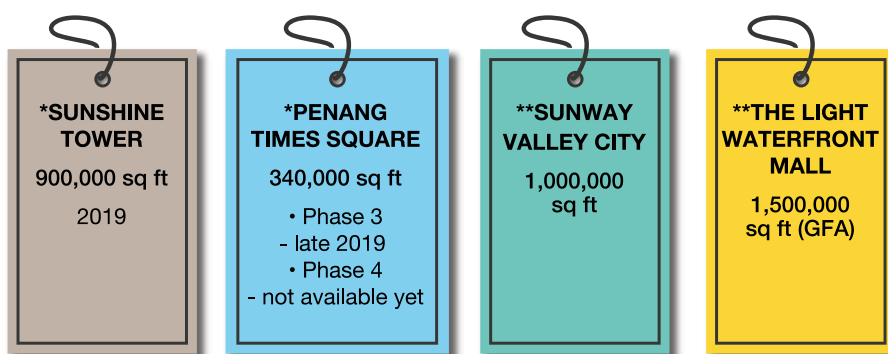 *SUNSHINE
TOWER
900,000 sq ft
2019
*PENANG
TIMES SQUARE
340,000 sq ft
• Phase 3
- late 2019
• Phase 4
- not available yet
**SUNWAY
VALLEY CITY
1,000,000
sq ft
**THE LIGHT
WATERFRONT
MALL
1,500,000
sq ft (GFA)